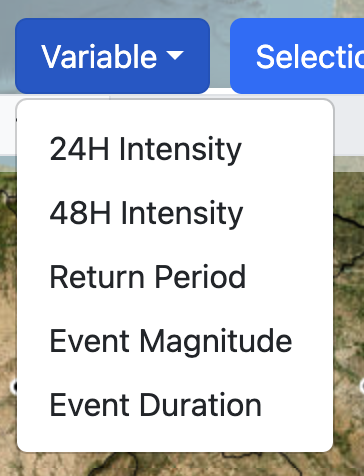 Variable
Selectio
24H Intensity
48H Intensity
Return Period
Event Magnitude
Event Duration